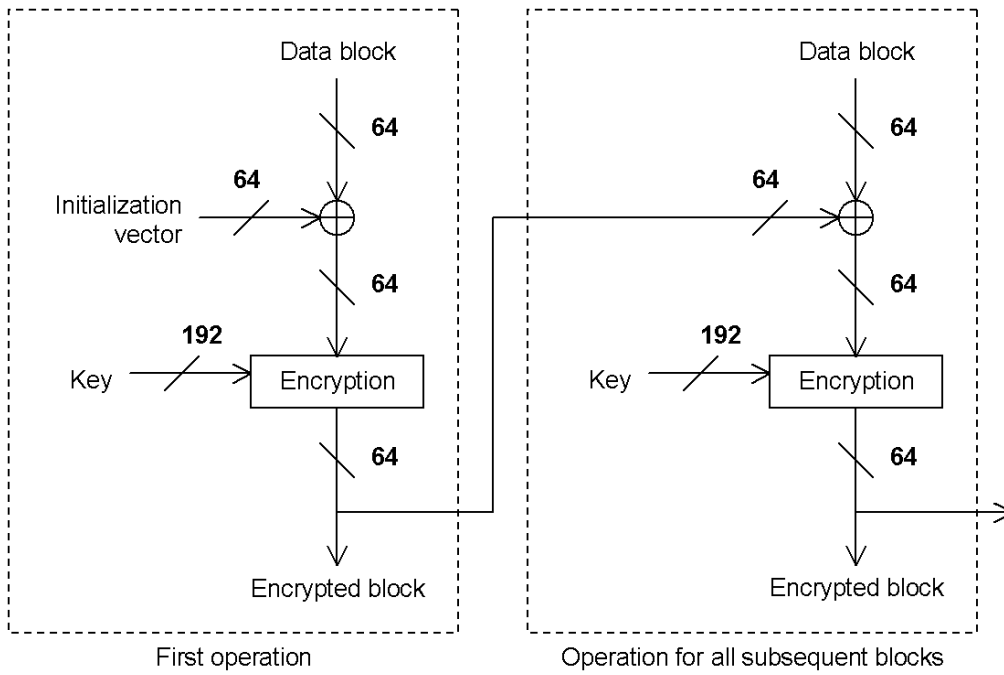 Data block
64
64
Initialization
vector
64
192
Key
Encryption
64
Encrypted block
First operation
Data block
64
64
64
192
Key
Encryption
64
Encrypted block
Operation for all subsequent blocks